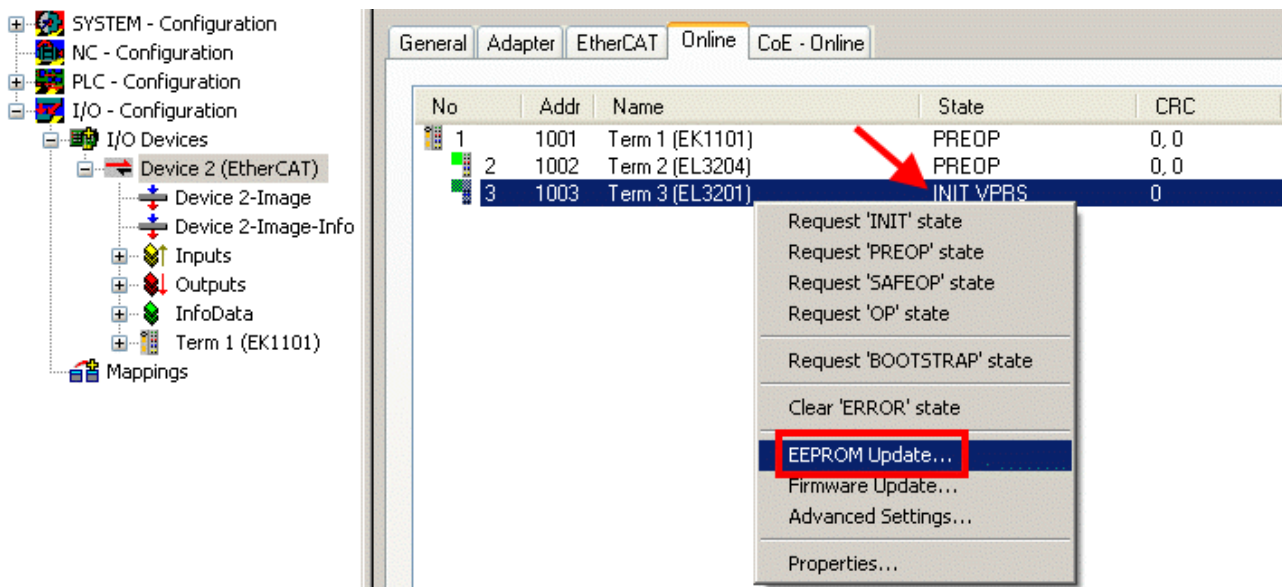 SYSTEM - Configuration
NC - Configuration
PLC - Configuration
I/O - Configuration
I/O Devices
Device 2 (EtherCAT)
Device 2-Image
Device 2-Image-Info
Inputs
Outputs
InfoData
Term 1 (EK1101)
Mappings
General Adapter EtherCAT Online CoE - Online
No Addr Name State CRC
1 1001 Term 1 (EK1101) PREOP 0, 0
2 1002 Term 2 (EL3204) PREOP 0, 0
3 1003 Term 3 (EL3201) INIT VPRS 0
Request 'INIT' state
Request 'PREOP' state
Request 'SAFEOP' state
Request 'OP' state
Request 'BOOTSTRAP' state
Clear 'ERROR' state
EEPROM Update...
Firmware Update...
Advanced Settings...
Properties...